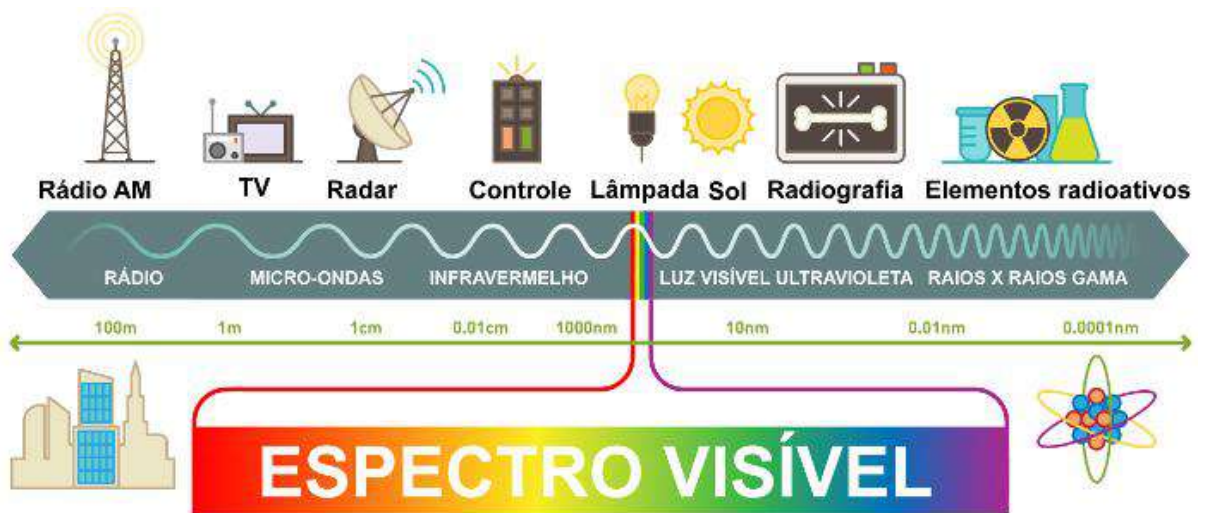 Rádio AM TV Radar Controle Lâmpada Sol Radiografia Elementos radioativos
RÁDIO MICRO-ONDAS INFRAVERMELHO LUZ VISÍVEL ULTRAVIOLETA RAIOS X RAIOS GAMA
100m 1m 1cm 0.01cm 1000nm 10nm 0.01nm 0.0001nm
ESPECTRO VISÍVEL